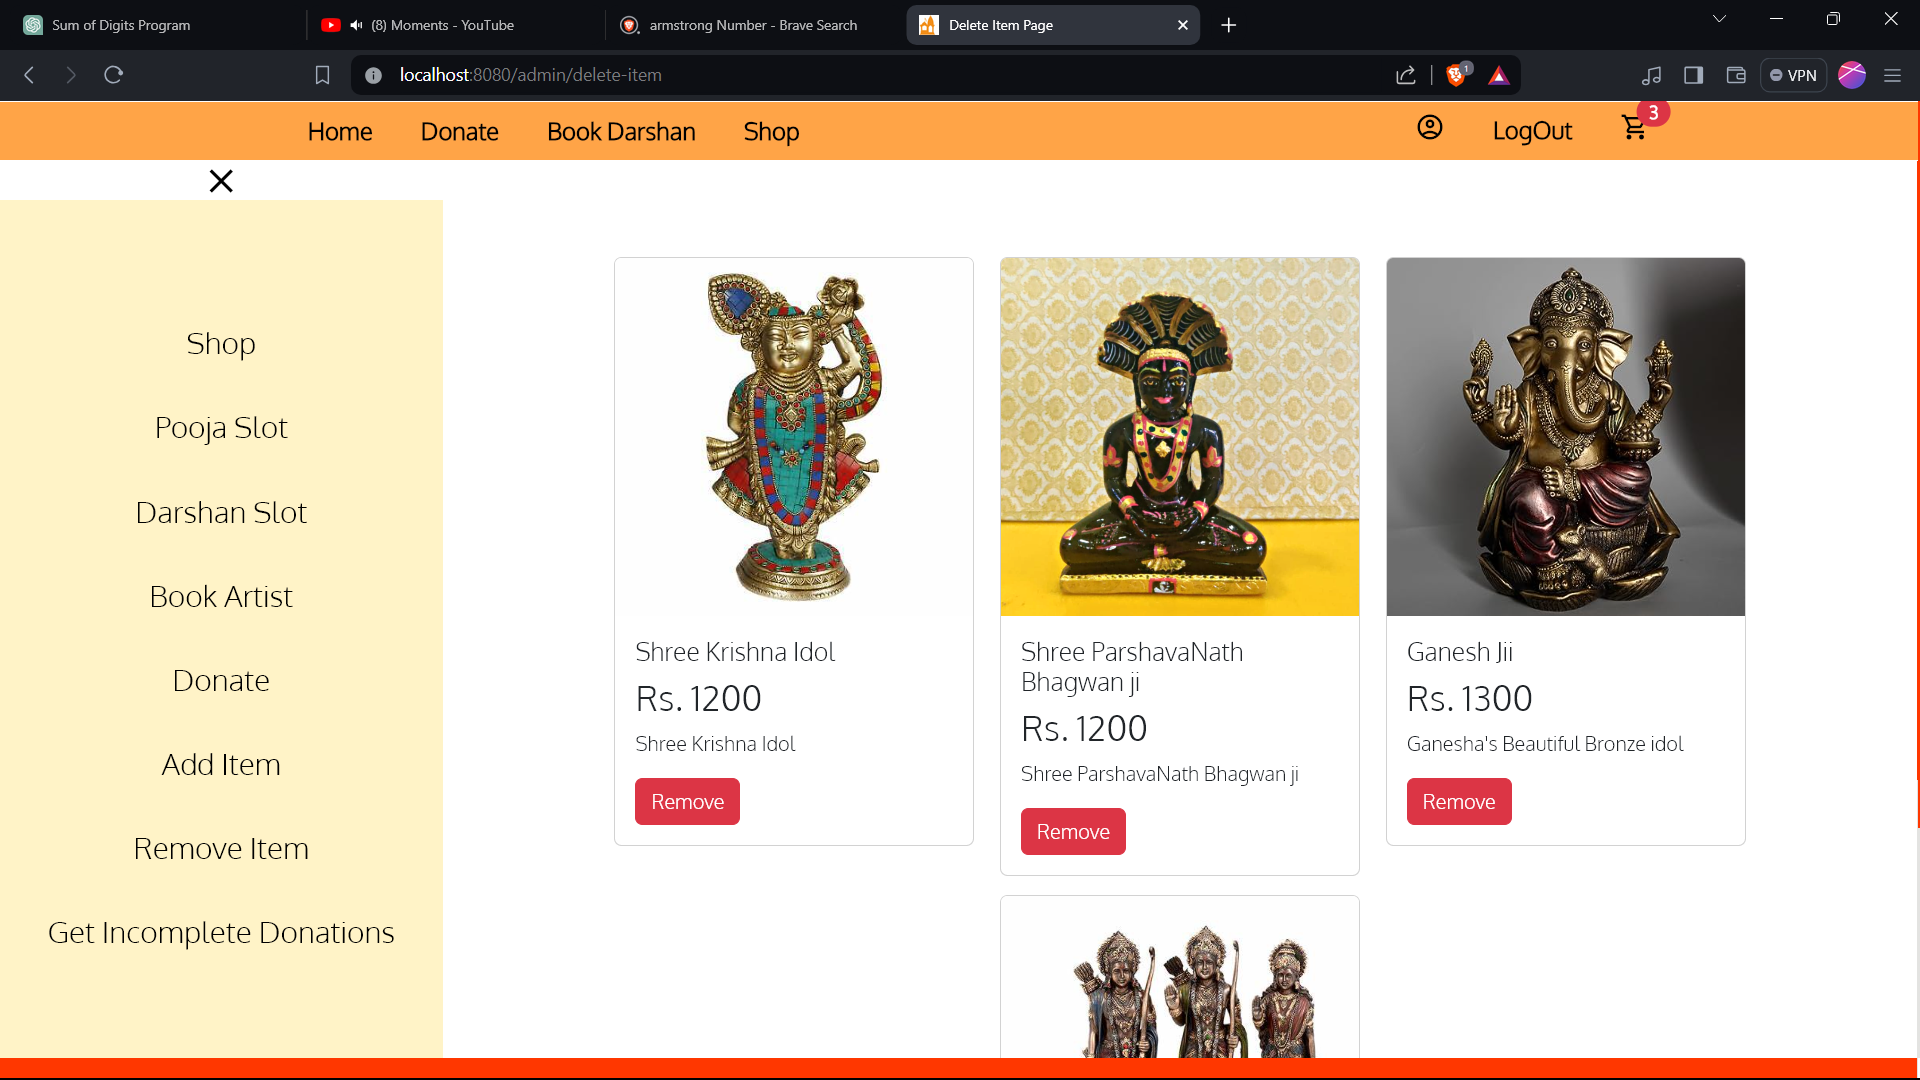 Sum of Digits Program
(8) Moments - YouTube
armstrong Number - Brave Search
Delete Item Page
localhost:8080/admin/delete-item
1
VPN
Home
Donate
Book Darshan
Shop
LogOut
3
Shop
Pooja Slot
Darshan Slot
Book Artist
Donate
Add Item
Remove Item
Get Incomplete Donations
Shree Krishna Idol
Rs. 1200
Shree Krishna Idol
Remove
Shree ParshavaNath
Bhagwan ji
Rs. 1200
Shree ParshavaNath Bhagwan ji
Remove
Ganesh Jii
Rs. 1300
Ganesha's Beautiful Bronze idol
Remove